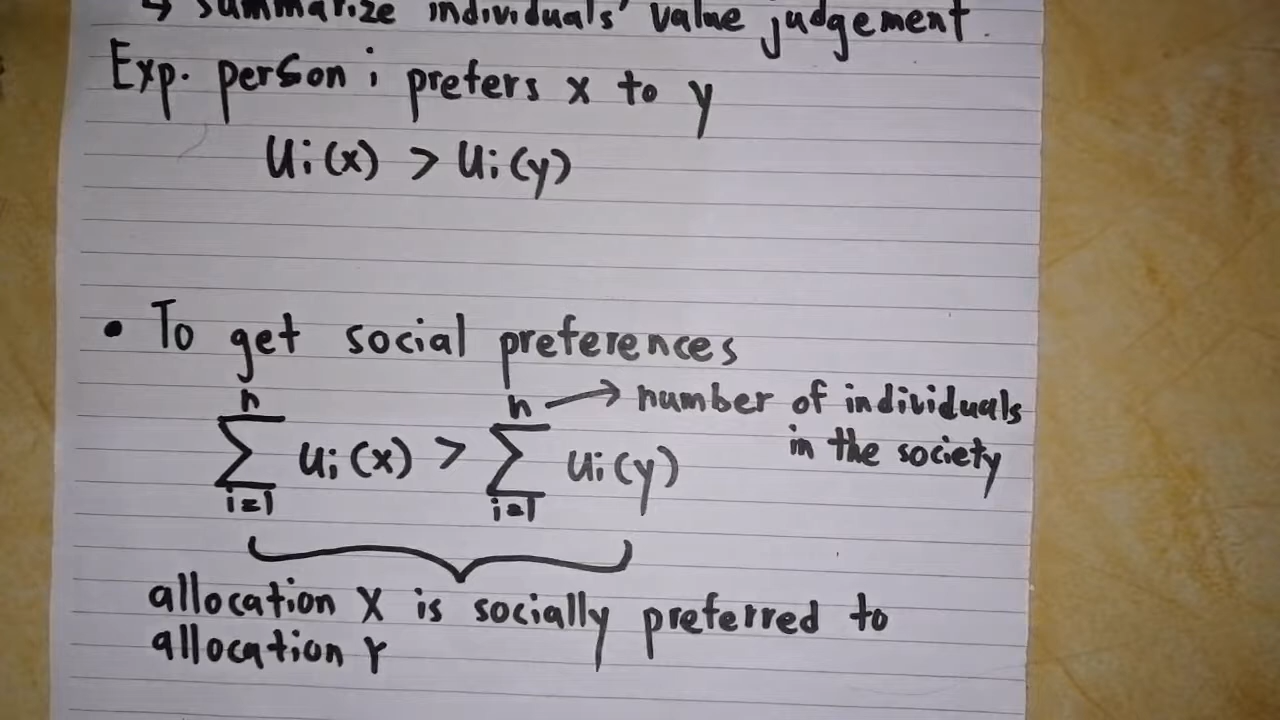 ↳ summarize individuals' value judgement.
Exp. person i prefers x to y
Ui(x) > Ui(y)
• To get social preferences
n n → number of individuals
in the society
∑ Ui(x) > ∑ Ui(y)
i=1 i=1
allocation X is socially preferred to
allocation Y